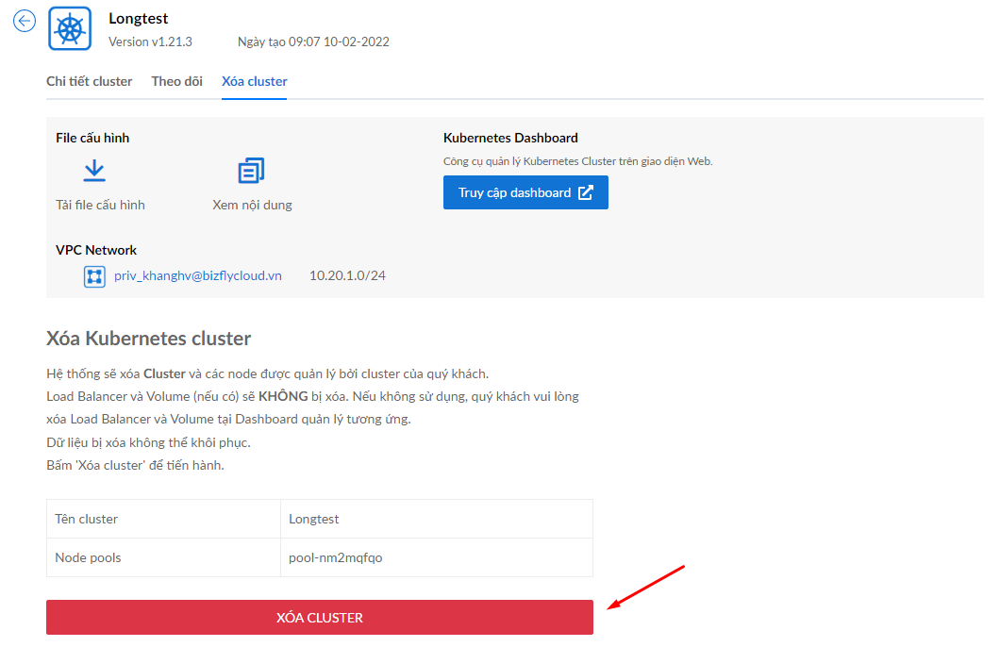 Longtest
Version v1.21.3 Ngày tạo 09:07 10-02-2022
Chi tiết cluster Theo dõi Xóa cluster
File cấu hình
Tải file cấu hình
Xem nội dung
Kubernetes Dashboard
Công cụ quản lý Kubernetes Cluster trên giao diện Web.
Truy cập dashboard
VPC Network
priv_khanghv@bizflycloud.vn 10.20.1.0/24
Xóa Kubernetes cluster
Hệ thống sẽ xóa Cluster và các node được quản lý bởi cluster của quý khách.
Load Balancer và Volume (nếu có) sẽ KHÔNG bị xóa. Nếu không sử dụng, quý khách vui lòng
xóa Load Balancer và Volume tại Dashboard quản lý tương ứng.
Dữ liệu bị xóa không thể khôi phục.
Bấm 'Xóa cluster' để tiến hành.
Tên cluster Longtest
Node pools pool-nm2mqfqo
XÓA CLUSTER